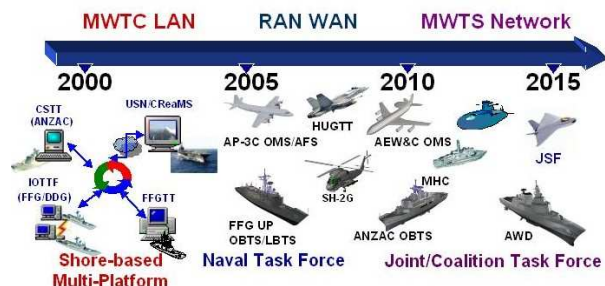 MWTC LAN RAN WAN MWTS Network
2000 2005 2010 2015
CSTT
(ANZAC)
USN/CReaMS
IOTTF
(FFG/DDG)
FFGTT
Shore-based
Multi-Platform
AP-3C OMS/AFS
HUGTT
SH-2G
FFG UP
OBTS/LBTS
Naval Task Force
AEW&C OMS
MHC
ANZAC OBTS
JSF
AWD
Joint/Coalition Task Force